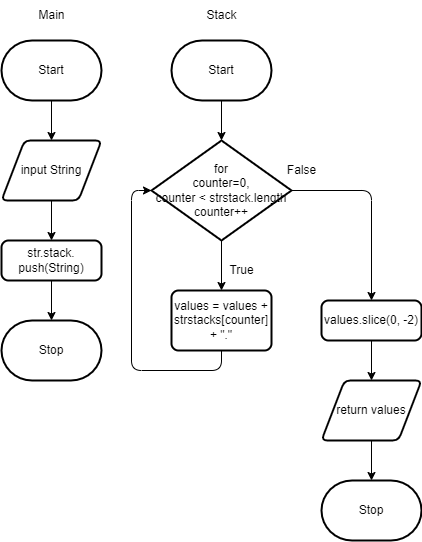 Main
Start
input String
str.stack.
push(String)
Stop
Stack
Start
for
counter=0,
counter < strstack.length
counter++
False
True
values = values +
strstacks[counter]
+ "."
values.slice(0, -2)
return values
Stop